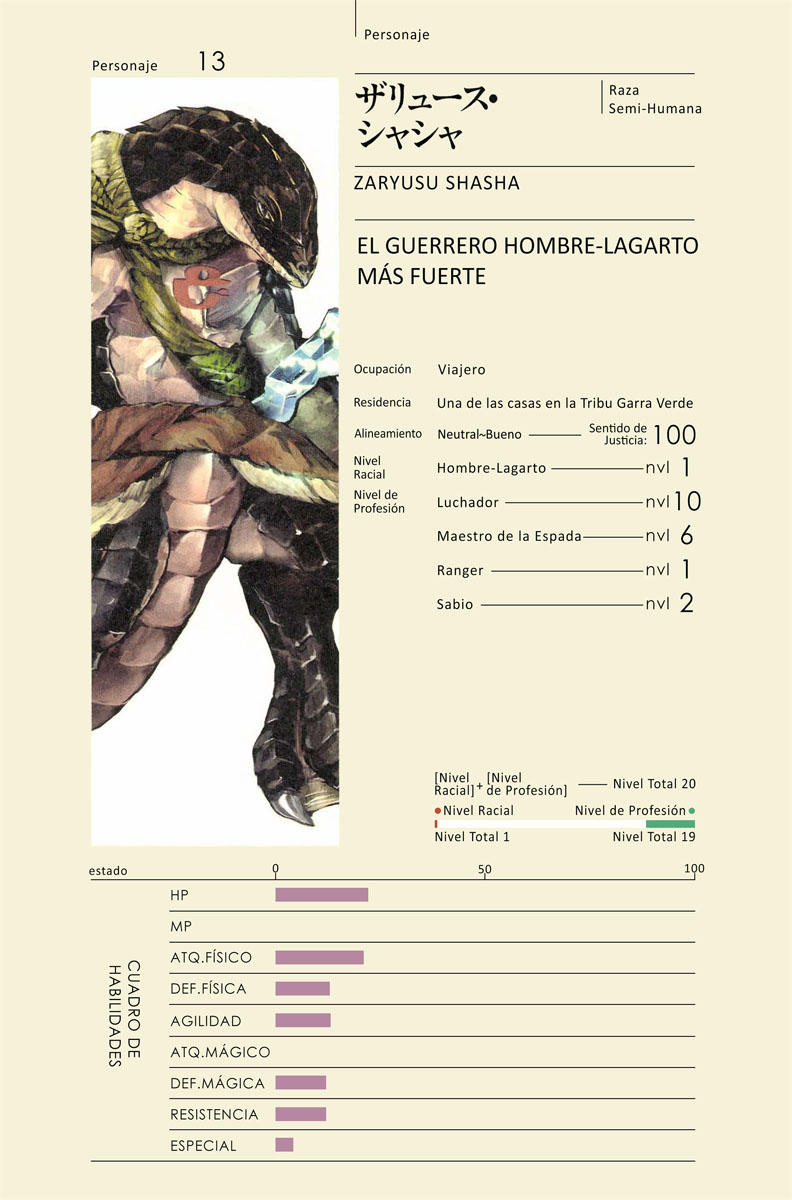 Personaje
Personaje 13
ザリュース・
シャシャ
Raza
Semi-Humana
ZARYUSU SHASHA
EL GUERRERO HOMBRE-LAGARTO
MÁS FUERTE
Ocupación Viajero
Residencia Una de las casas en la Tribu Garra Verde
Alineamiento Neutral~Bueno Sentido de
Justicia: 100
Nivel
Racial Hombre-Lagarto nvl 1
Nivel de
Profesión Luchador nvl 10
Maestro de la Espada nvl 6
Ranger nvl 1
Sabio nvl 2
[Nivel
Racial] + [Nivel
de Profesión] Nivel Total 20
Nivel Racial Nivel de Profesión
Nivel Total 1 Nivel Total 19
estado 0 50 100
CUADRO DE
HABILIDADES
HP
MP
ATQ.FÍSICO
DEF.FÍSICA
AGILIDAD
ATQ.MÁGICO
DEF.MÁGICA
RESISTENCIA
ESPECIAL